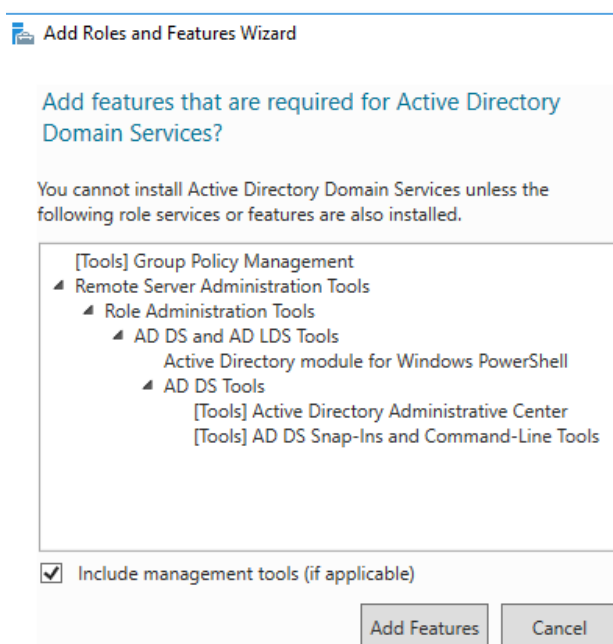 Add Roles and Features Wizard
Add features that are required for Active Directory
Domain Services?
You cannot install Active Directory Domain Services unless the
following role services or features are also installed.
[Tools] Group Policy Management
Remote Server Administration Tools
Role Administration Tools
AD DS and AD LDS Tools
Active Directory module for Windows PowerShell
AD DS Tools
[Tools] Active Directory Administrative Center
[Tools] AD DS Snap-Ins and Command-Line Tools
Include management tools (if applicable)
Add Features Cancel